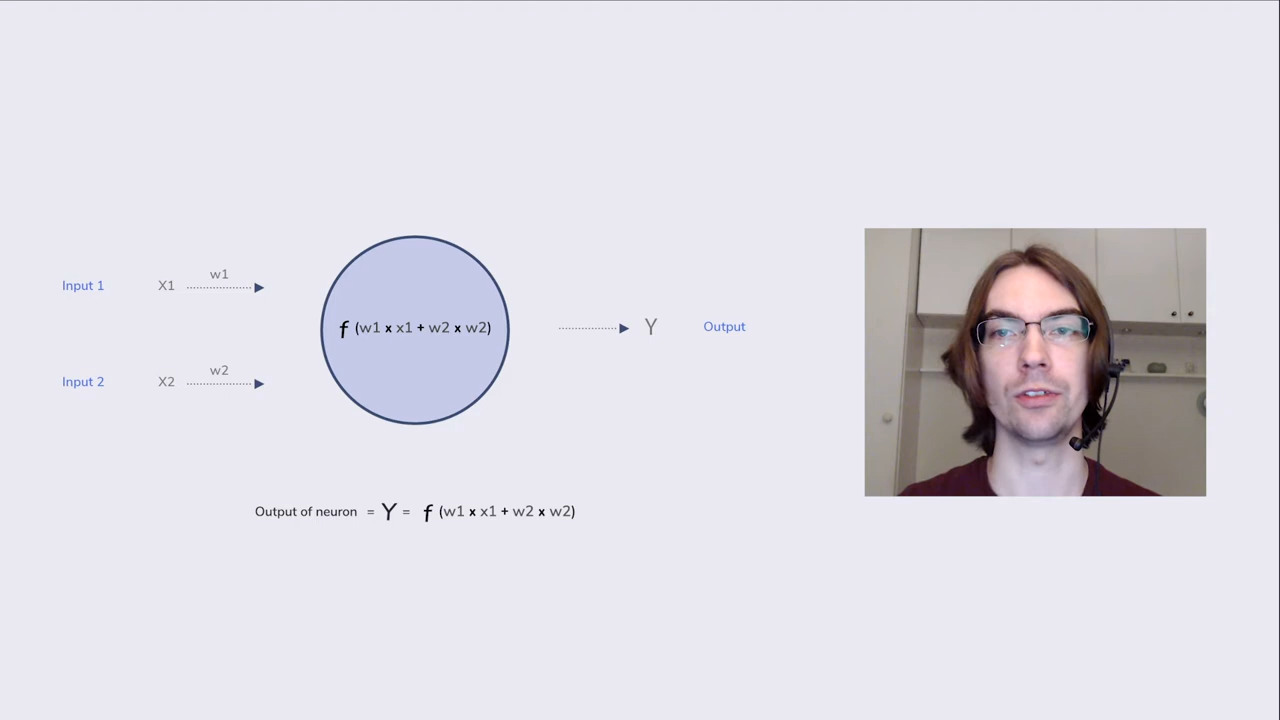 w1
Input 1 X1
f (w1 x x1 + w2 x w2)
Y Output
w2
Input 2 X2
Output of neuron = Y = f (w1 x x1 + w2 x w2)